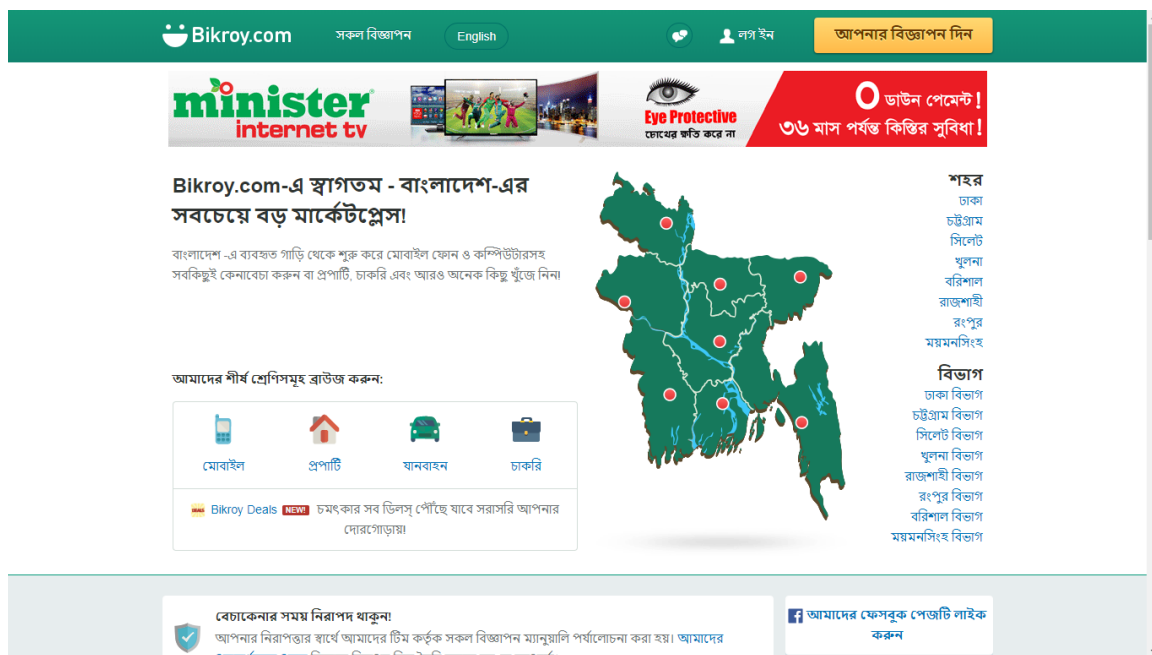 Bikroy.com
সকল বিজ্ঞাপন
English
লগ ইন
আপনার বিজ্ঞাপন দিন
minister
internet tv
Eye Protective
চোখের ক্ষতি করে না
০ ডাউন পেমেন্ট !
৩৬ মাস পর্যন্ত কিস্তির সুবিধা !
Bikroy.com-এ স্বাগতম - বাংলাদেশ-এর
সবচেয়ে বড় মার্কেটপ্লেস!
বাংলাদেশ -এ ব্যবহৃত গাড়ি থেকে শুরু করে মোবাইল ফোন ও কম্পিউটারসহ
সবকিছুই কেনাবেচা করুন বা প্রপার্টি, চাকরি এবং আরও অনেক কিছু খুঁজে নিন!
আমাদের শীর্ষ শ্রেণিসমূহ ব্রাউজ করুন:
মোবাইল
প্রপার্টি
যানবাহন
চাকরি
Bikroy Deals NEW! চমৎকার সব ডিলস্ পৌঁছে যাবে সরাসরি আপনার
দোরগোড়ায়!
শহর
ঢাকা
চট্টগ্রাম
সিলেট
খুলনা
বরিশাল
রাজশাহী
রংপুর
ময়মনসিংহ
বিভাগ
ঢাকা বিভাগ
চট্টগ্রাম বিভাগ
সিলেট বিভাগ
খুলনা বিভাগ
রাজশাহী বিভাগ
রংপুর বিভাগ
বরিশাল বিভাগ
ময়মনসিংহ বিভাগ
বেচাকেনার সময় নিরাপদ থাকুন!
আপনার নিরাপত্তার স্বার্থে আমাদের টিম কর্তৃক সকল বিজ্ঞাপন ম্যানুয়ালি পর্যালোচনা করা হয়। আমাদের
আমাদের ফেসবুক পেজটি লাইক
করুন